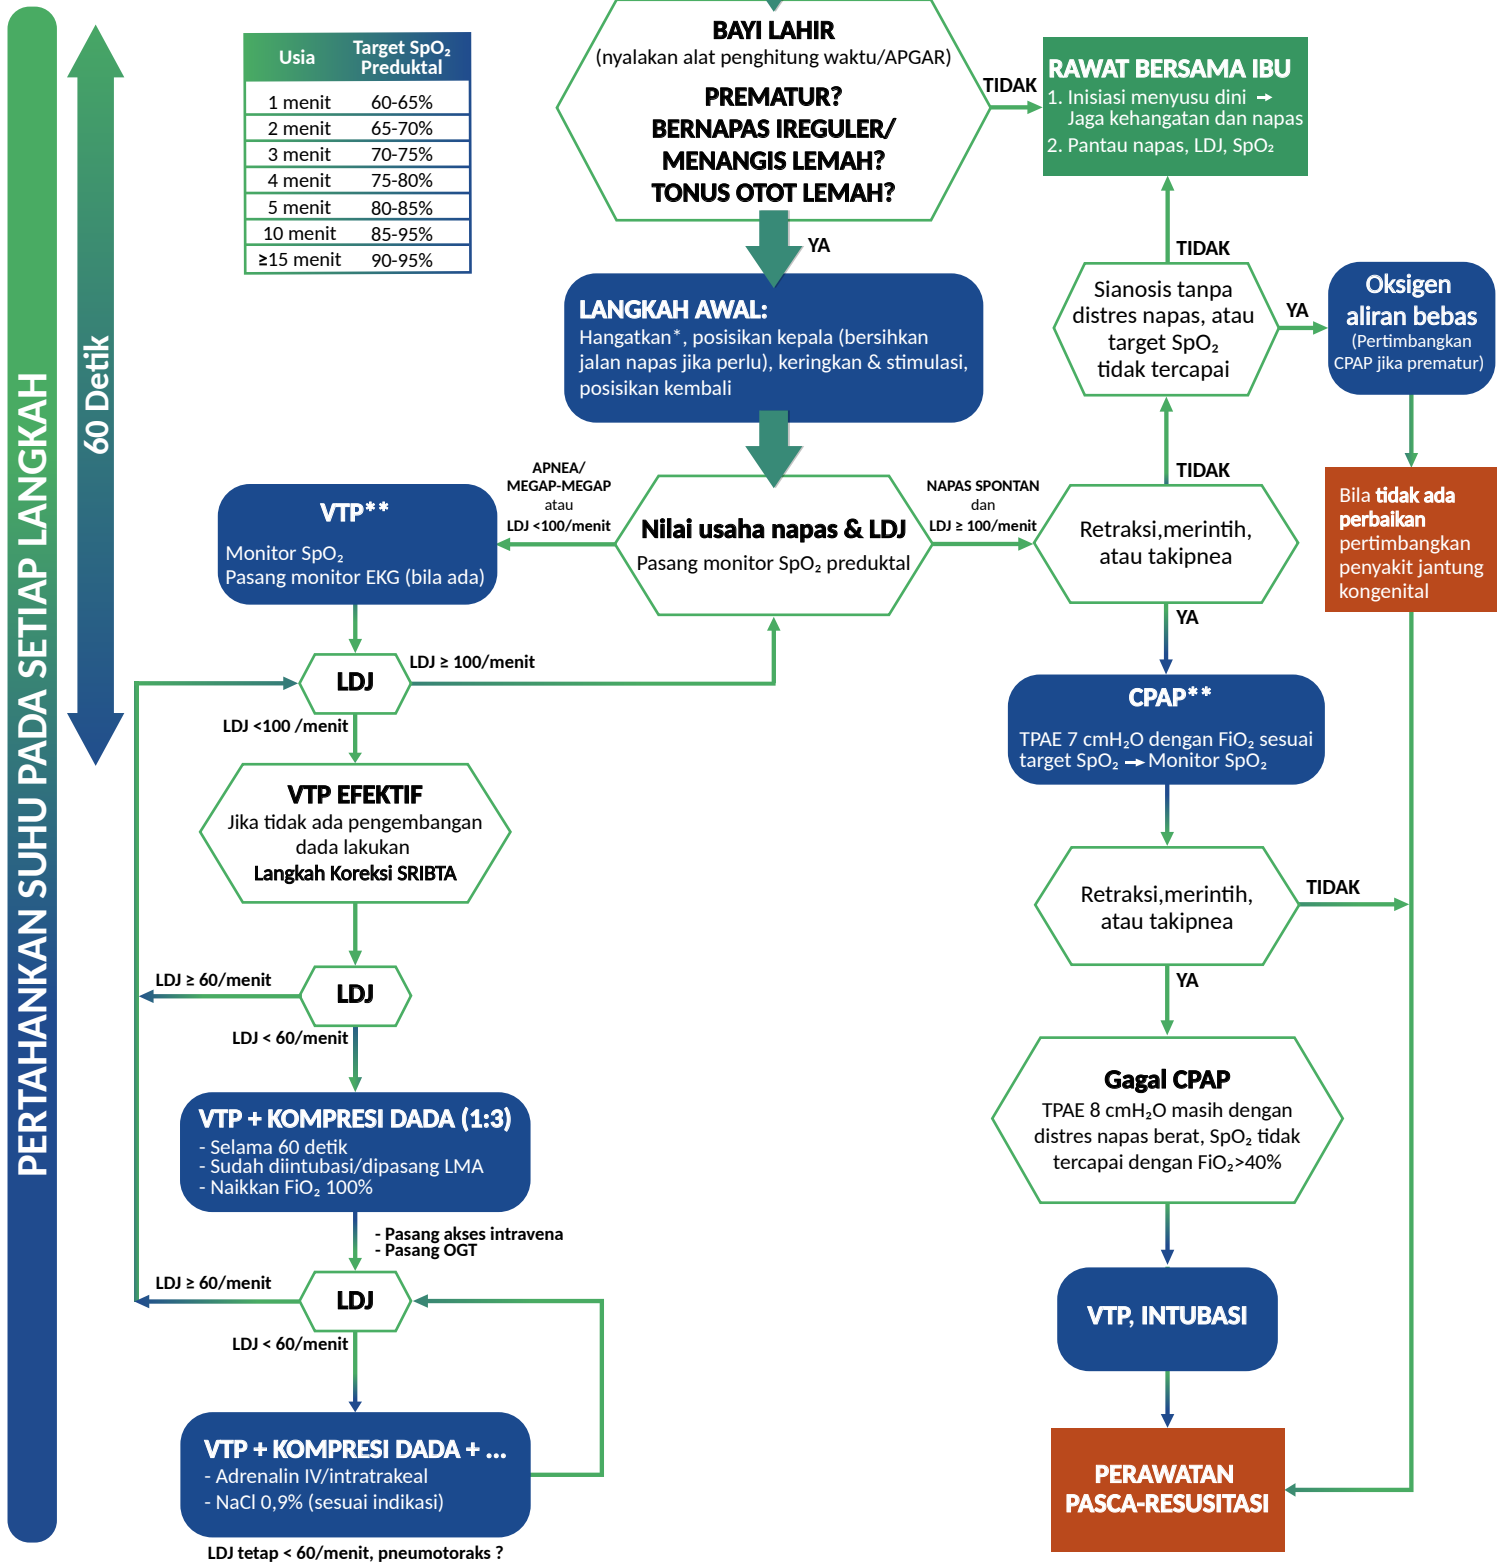 PERTAHANKAN SUHU PADA SETIAP LANGKAH
60 Detik
Usia
Target SpO₂
Preduktal
1 menit 60-65%
2 menit 65-70%
3 menit 70-75%
4 menit 75-80%
5 menit 80-85%
10 menit 85-95%
≥15 menit 90-95%
BAYI LAHIR
(nyalakan alat penghitung waktu/APGAR)
PREMATUR?
BERNAPAS IREGULER/
MENANGIS LEMAH?
TONUS OTOT LEMAH?
TIDAK
RAWAT BERSAMA IBU
1. Inisiasi menyusu dini →
Jaga kehangatan dan napas
2. Pantau napas, LDJ, SpO₂
YA
LANGKAH AWAL:
Hangatkan*, posisikan kepala (bersihkan
jalan napas jika perlu), keringkan & stimulasi,
posisikan kembali
TIDAK
Sianosis tanpa
distres napas, atau
target SpO₂
tidak tercapai
YA
Oksigen
aliran bebas
(Pertimbangkan
CPAP jika prematur)
Bila tidak ada
perbaikan
pertimbangkan
penyakit jantung
kongenital
APNEA/
MEGAP-MEGAP
atau
LDJ <100/menit
Nilai usaha napas & LDJ
Pasang monitor SpO₂ preduktal
NAPAS SPONTAN
dan
LDJ ≥ 100/menit
TIDAK
Retraksi,merintih,
atau takipnea
YA
VTP**
Monitor SpO₂
Pasang monitor EKG (bila ada)
LDJ
LDJ ≥ 100/menit
LDJ <100 /menit
VTP EFEKTIF
Jika tidak ada pengembangan
dada lakukan
Langkah Koreksi SRIBTA
LDJ ≥ 60/menit
LDJ
LDJ < 60/menit
VTP + KOMPRESI DADA (1:3)
- Selama 60 detik
- Sudah diintubasi/dipasang LMA
- Naikkan FiO₂ 100%
- Pasang akses intravena
- Pasang OGT
LDJ ≥ 60/menit
LDJ
LDJ < 60/menit
VTP + KOMPRESI DADA + ...
- Adrenalin IV/intratrakeal
- NaCl 0,9% (sesuai indikasi)
LDJ tetap < 60/menit, pneumotoraks ?
CPAP**
TPAE 7 cmH₂O dengan FiO₂ sesuai
target SpO₂ → Monitor SpO₂
Retraksi,merintih,
atau takipnea
TIDAK
YA
Gagal CPAP
TPAE 8 cmH₂O masih dengan
distres napas berat, SpO₂ tidak
tercapai dengan FiO₂>40%
VTP, INTUBASI
PERAWATAN
PASCA-RESUSITASI